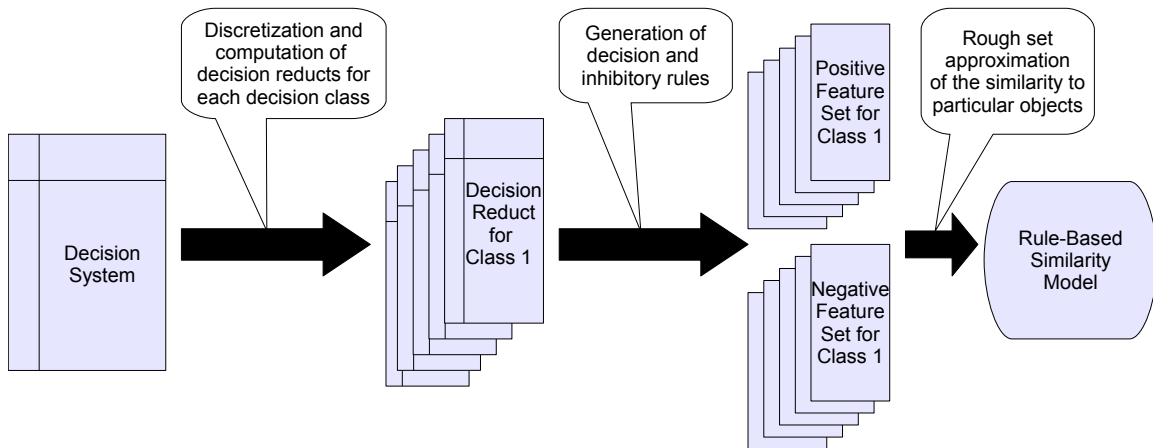 Discretization and
computation of
decision reducts for
each decision class
Generation of
decision and
inhibitory rules
Rough set
approximation
of the similarity to
particular objects
Decision
System
Decision
Reduct
for
Class 1
Positive
Feature
Set for
Class 1
Negative
Feature
Set for
Class 1
Rule-Based
Similarity
Model